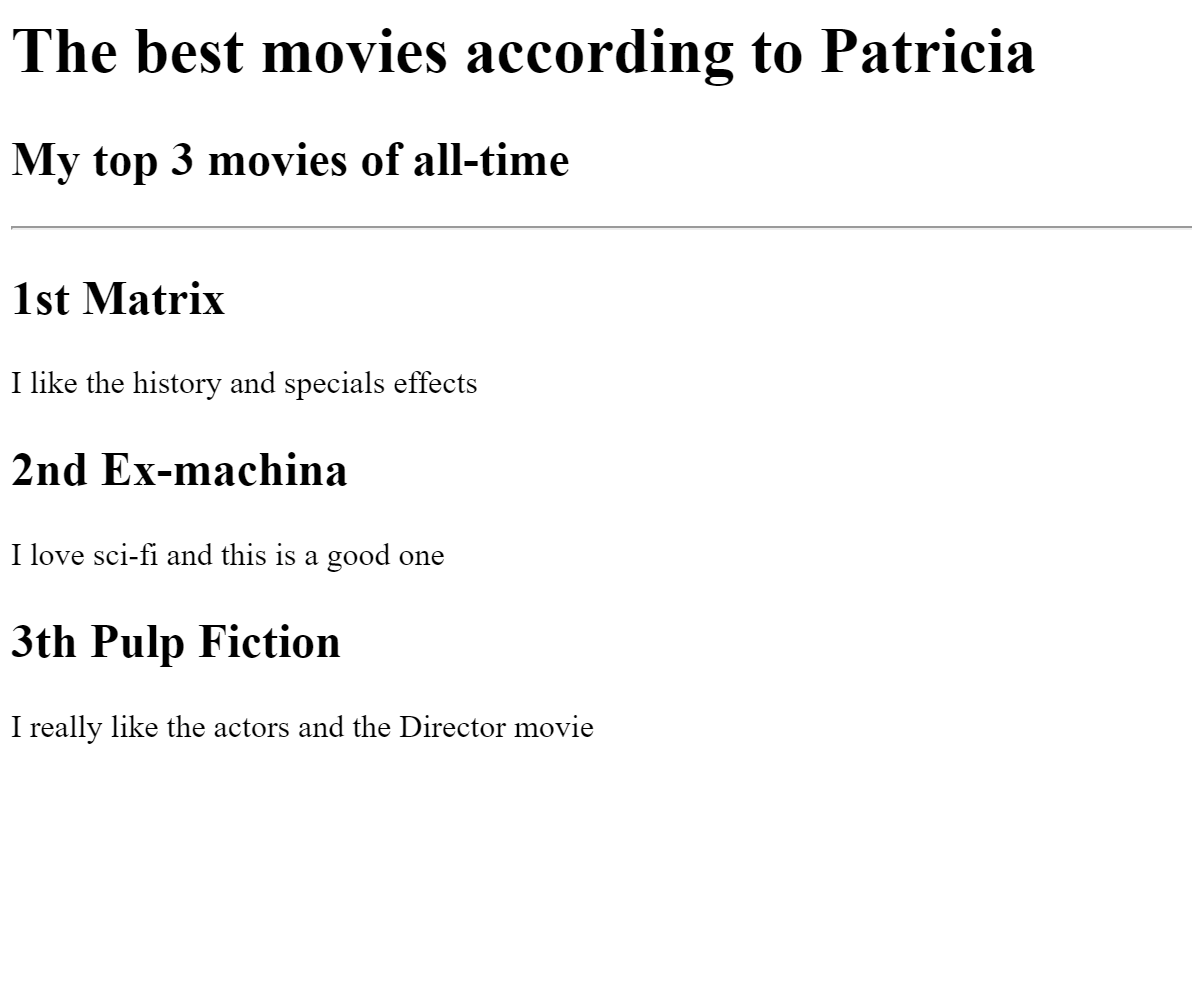 The best movies according to Patricia
My top 3 movies of all-time
1st Matrix
I like the history and specials effects
2nd Ex-machina
I love sci-fi and this is a good one
3th Pulp Fiction
I really like the actors and the Director movie